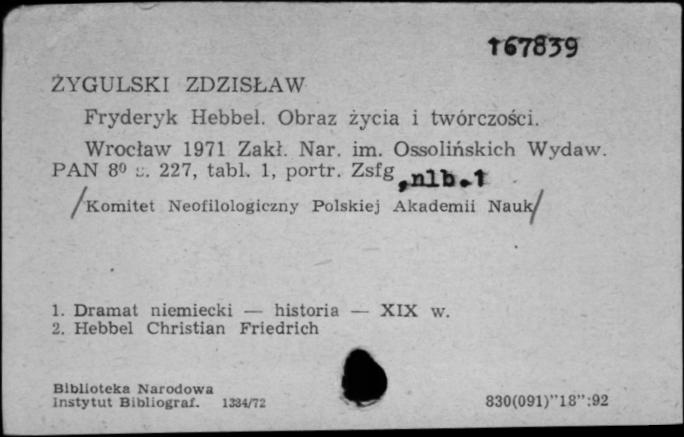 167839
ŻYGULSKI ZDZISŁAW
Fryderyk Hebbel. Obraz życia i twórczości.
Wrocław 1971 Zakł. Nar. im. Ossolińskich Wydaw.
PAN 8⁰ s. 227, tabl. 1, portr. Zsfg
,nlb.1
/Komitet Neofilologiczny Polskiej Akademii Nauk/
1. Dramat niemiecki — historia — XIX w.
2. Hebbel Christian Friedrich
Biblioteka Narodowa
Instytut Bibliograf. 1334/72
830(091)"18":92